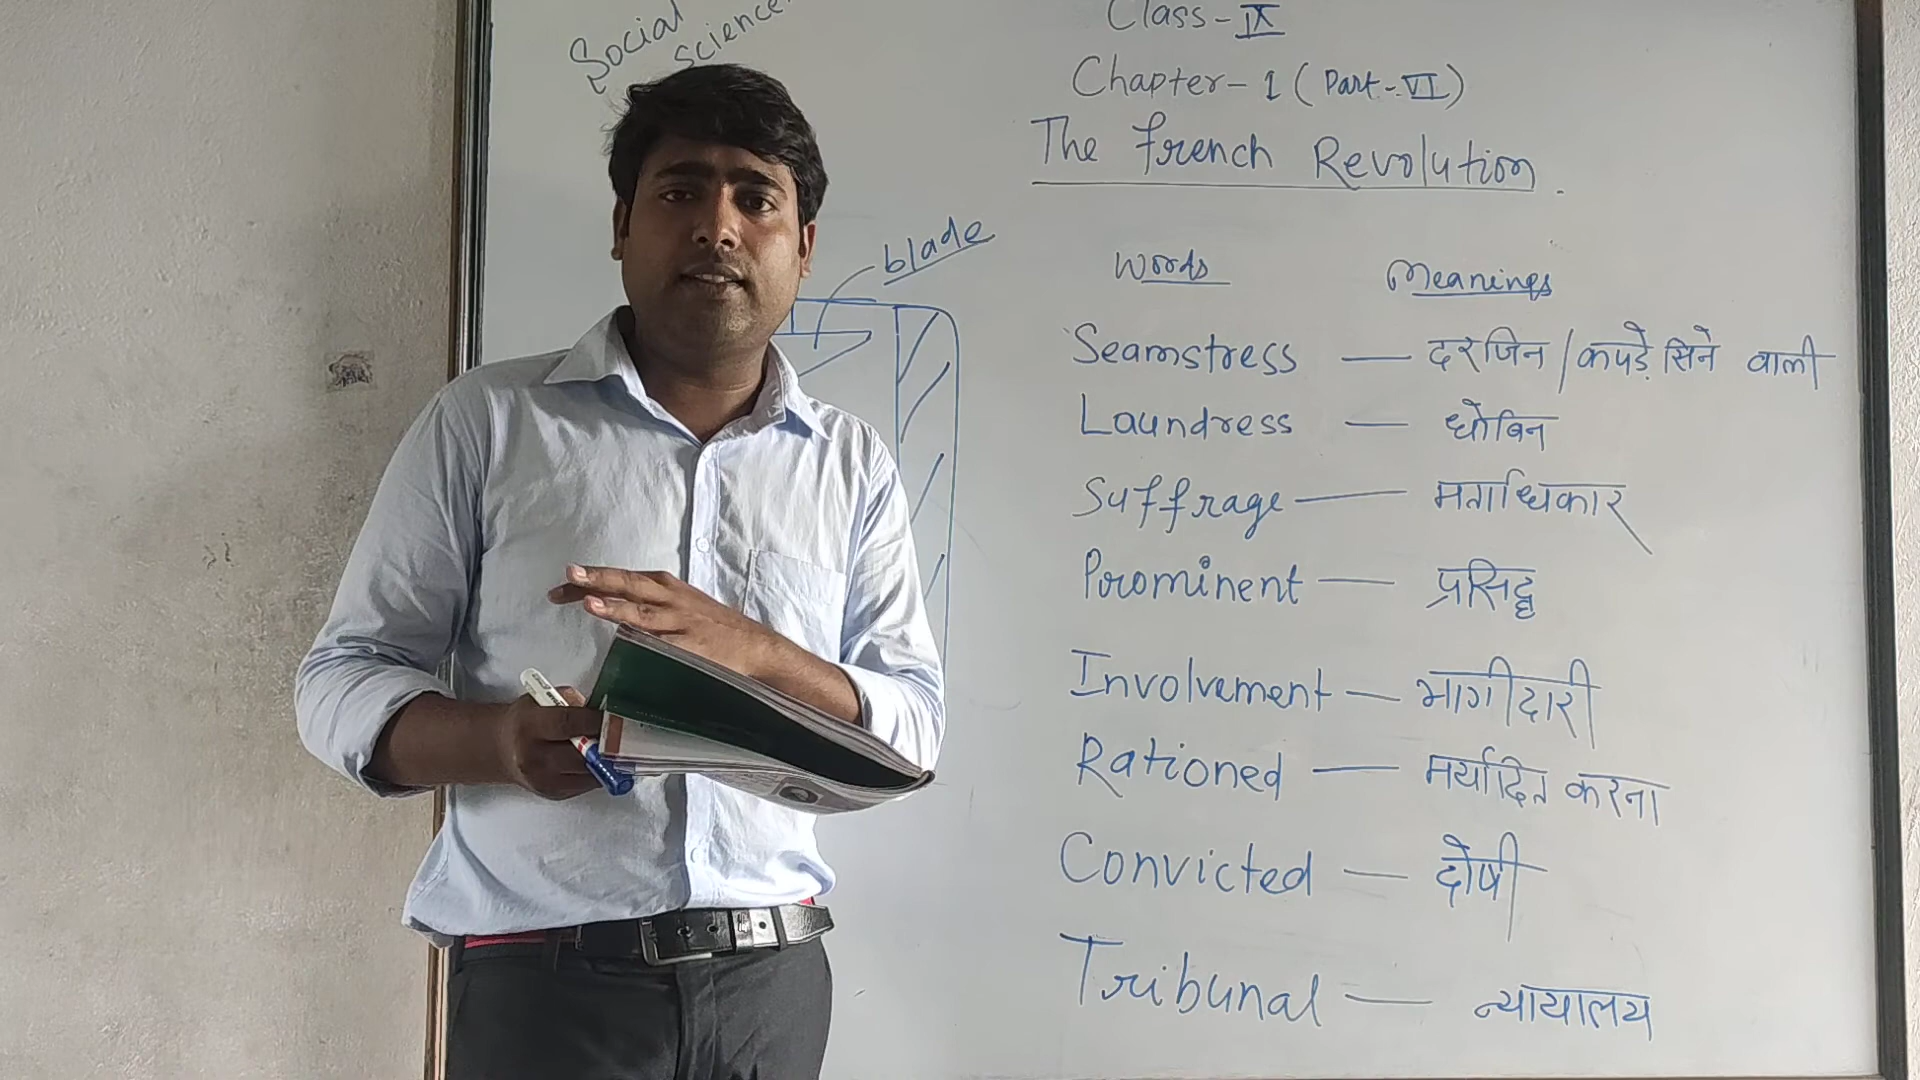 Social
Science
Class-IX
Chapter-1 (Part-VI)
The French Revolution.
blade
Words Meanings
Seamstress — दरजिन/कपड़े सिने वाली
Laundress — धोबिन
Suffrage — मताधिकार
Prominent — प्रसिद्ध
Involvement — भागीदारी
Rationed — मर्यादित करना
Convicted — दोषी
Tribunal — न्यायालय